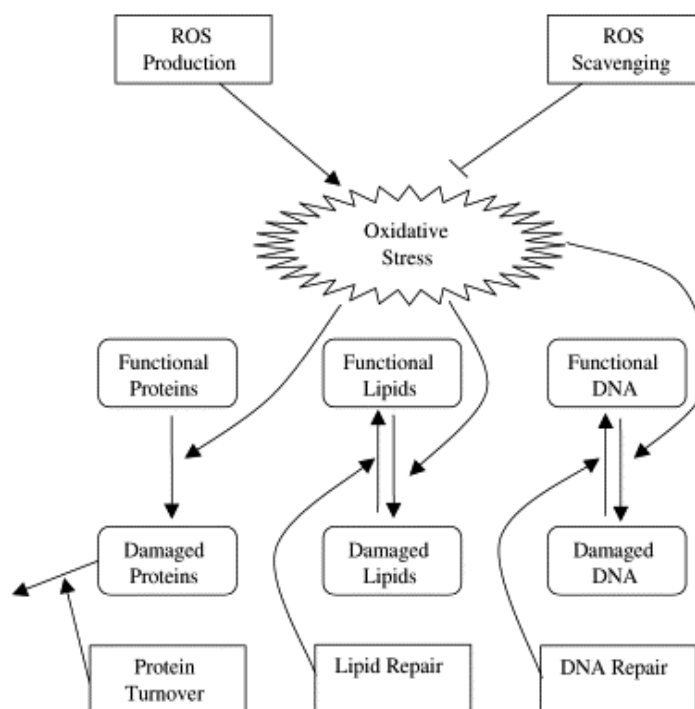 ROS
Production
ROS
Scavenging
Oxidative
Stress
Functional
Proteins
Functional
Lipids
Functional
DNA
Damaged
Proteins
Damaged
Lipids
Damaged
DNA
Protein
Turnover
Lipid Repair
DNA Repair